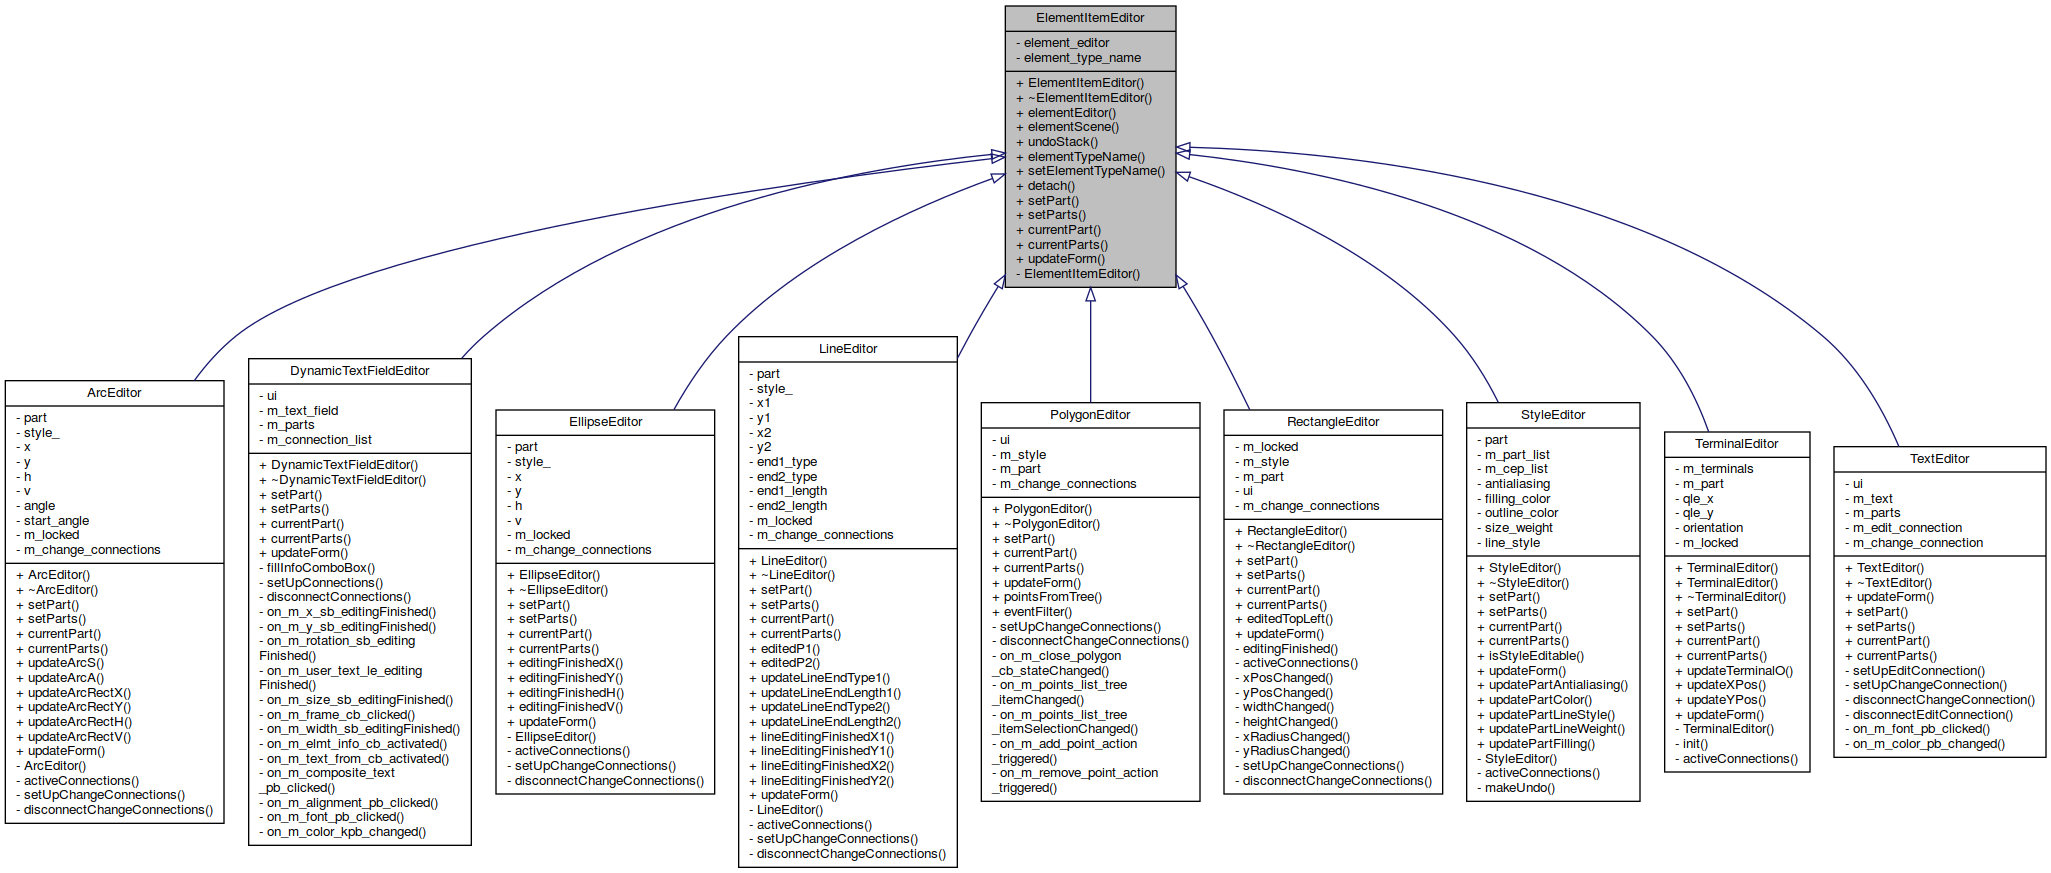 ElementItemEditor
- element_editor
- element_type_name
+ ElementItemEditor()
+ ~ElementItemEditor()
+ elementEditor()
+ elementScene()
+ undoStack()
+ elementTypeName()
+ setElementTypeName()
+ detach()
+ setPart()
+ setParts()
+ currentPart()
+ currentParts()
+ updateForm()
- ElementItemEditor()
ArcEditor
- part
- style_
- x
- y
- h
- v
- angle
- start_angle
- m_locked
- m_change_connections
+ ArcEditor()
+ ~ArcEditor()
+ setPart()
+ setParts()
+ currentPart()
+ currentParts()
+ updateArcS()
+ updateArcA()
+ updateArcRectX()
+ updateArcRectY()
+ updateArcRectH()
+ updateArcRectV()
+ updateForm()
- ArcEditor()
- activeConnections()
- setUpChangeConnections()
- disconnectChangeConnections()
DynamicTextFieldEditor
- ui
- m_text_field
- m_parts
- m_connection_list
+ DynamicTextFieldEditor()
+ ~DynamicTextFieldEditor()
+ setPart()
+ setParts()
+ currentPart()
+ currentParts()
+ updateForm()
- fillInfoComboBox()
- setUpConnections()
- disconnectConnections()
- on_m_x_sb_editingFinished()
- on_m_y_sb_editingFinished()
- on_m_rotation_sb_editing
Finished()
- on_m_user_text_le_editing
Finished()
- on_m_size_sb_editingFinished()
- on_m_frame_cb_clicked()
- on_m_width_sb_editingFinished()
- on_m_elmt_info_cb_activated()
- on_m_text_from_cb_activated()
- on_m_composite_text
_pb_clicked()
- on_m_alignment_pb_clicked()
- on_m_font_pb_clicked()
- on_m_color_kpb_changed()
EllipseEditor
- part
- style_
- x
- y
- h
- v
- m_locked
- m_change_connections
+ EllipseEditor()
+ ~EllipseEditor()
+ setPart()
+ setParts()
+ currentPart()
+ currentParts()
+ editingFinishedX()
+ editingFinishedY()
+ editingFinishedH()
+ editingFinishedV()
+ updateForm()
- EllipseEditor()
- activeConnections()
- setUpChangeConnections()
- disconnectChangeConnections()
LineEditor
- part
- style_
- x1
- y1
- x2
- y2
- end1_type
- end2_type
- end1_length
- end2_length
- m_locked
- m_change_connections
+ LineEditor()
+ ~LineEditor()
+ setPart()
+ setParts()
+ currentPart()
+ currentParts()
+ editedP1()
+ editedP2()
+ updateLineEndType1()
+ updateLineEndLength1()
+ updateLineEndType2()
+ updateLineEndLength2()
+ lineEditingFinishedX1()
+ lineEditingFinishedY1()
+ lineEditingFinishedX2()
+ lineEditingFinishedY2()
+ updateForm()
- LineEditor()
- activeConnections()
- setUpChangeConnections()
- disconnectChangeConnections()
PolygonEditor
- ui
- m_style
- m_part
- m_change_connections
+ PolygonEditor()
+ ~PolygonEditor()
+ setPart()
+ currentPart()
+ currentParts()
+ updateForm()
+ pointsFromTree()
+ eventFilter()
- setUpChangeConnections()
- disconnectChangeConnections()
- on_m_close_polygon
_cb_stateChanged()
- on_m_points_list_tree
_itemChanged()
- on_m_points_list_tree
_itemSelectionChanged()
- on_m_add_point_action
_triggered()
- on_m_remove_point_action
_triggered()
RectangleEditor
- m_locked
- m_style
- m_part
- ui
- m_change_connections
+ RectangleEditor()
+ ~RectangleEditor()
+ setPart()
+ setParts()
+ currentPart()
+ currentParts()
+ editedTopLeft()
+ updateForm()
- editingFinished()
- activeConnections()
- xPosChanged()
- yPosChanged()
- widthChanged()
- heightChanged()
- xRadiusChanged()
- yRadiusChanged()
- setUpChangeConnections()
- disconnectChangeConnections()
StyleEditor
- part
- m_part_list
- m_cep_list
- antialiasing
- filling_color
- outline_color
- size_weight
- line_style
+ StyleEditor()
+ ~StyleEditor()
+ setPart()
+ setParts()
+ currentPart()
+ currentParts()
+ isStyleEditable()
+ updateForm()
+ updatePartAntialiasing()
+ updatePartColor()
+ updatePartLineStyle()
+ updatePartLineWeight()
+ updatePartFilling()
- StyleEditor()
- activeConnections()
- makeUndo()
TerminalEditor
- m_terminals
- m_part
- qle_x
- qle_y
- orientation
- m_locked
+ TerminalEditor()
+ TerminalEditor()
+ ~TerminalEditor()
+ setPart()
+ setParts()
+ currentPart()
+ currentParts()
+ updateTerminalO()
+ updateXPos()
+ updateYPos()
+ updateForm()
- TerminalEditor()
- init()
- activeConnections()
TextEditor
- ui
- m_text
- m_parts
- m_edit_connection
- m_change_connection
+ TextEditor()
+ ~TextEditor()
+ updateForm()
+ setPart()
+ setParts()
+ currentPart()
+ currentParts()
- setUpEditConnection()
- setUpChangeConnection()
- disconnectChangeConnection()
- disconnectEditConnection()
- on_m_font_pb_clicked()
- on_m_color_pb_changed()